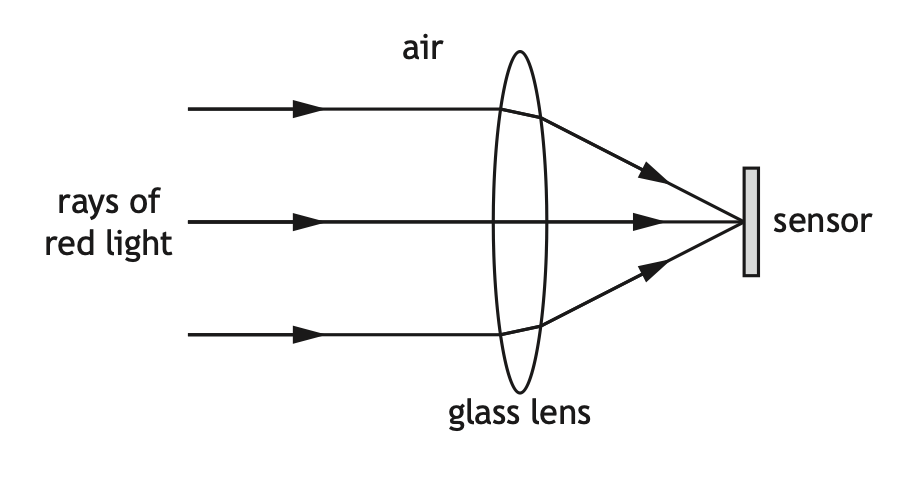 air
rays of
red light
sensor
glass lens